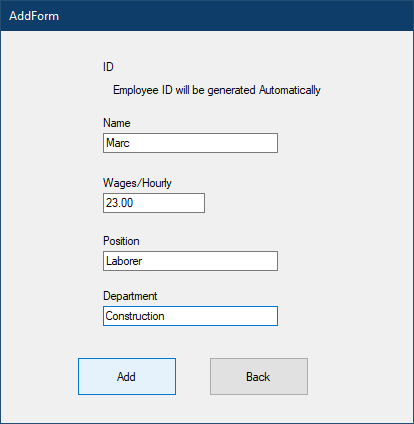 AddForm
ID
Employee ID will be generated Automatically
Name
Marc
Wages/Hourly
23.00
Position
Laborer
Department
Construction
Add
Back